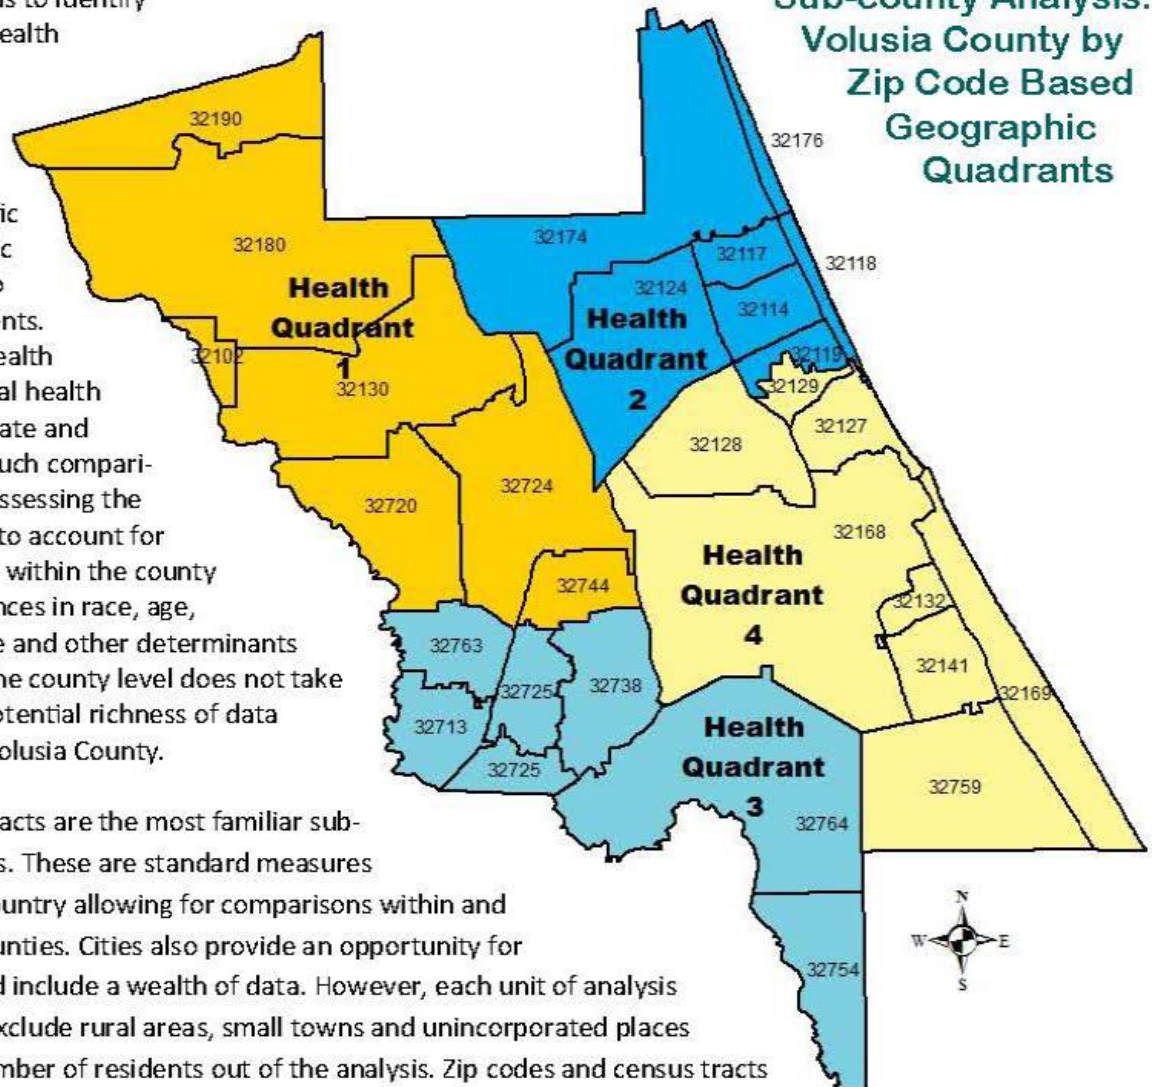 s to identify
ealth
ic
c
ents.
ealth
al health
ate and
uch compari-
ssessing the
to account for
within the county
nces in race, age,
e and other determinants
ne county level does not take
otential richness of data
olusia County.
acts are the most familiar sub-
s. These are standard measures
ountry allowing for comparisons within and
unties. Cities also provide an opportunity for
d include a wealth of data. However, each unit of analysis
xclude rural areas, small towns and unincorporated places
mber of residents out of the analysis. Zip codes and census tracts
Sub-county Analysis:
Volusia County by
Zip Code Based
Geographic
Quadrants
32190
32180
Health
Quadrant
1
32102
32130
32720
32724
32744
32176
32174
32117
32118
32124
32114
Health
Quadrant
2
32119
32129
32127
32128
32168
Health
Quadrant
4
32132
32141
32169
32759
32763
32725
32738
32713
32725
Health
Quadrant
3
32764
32754
N
W E
S